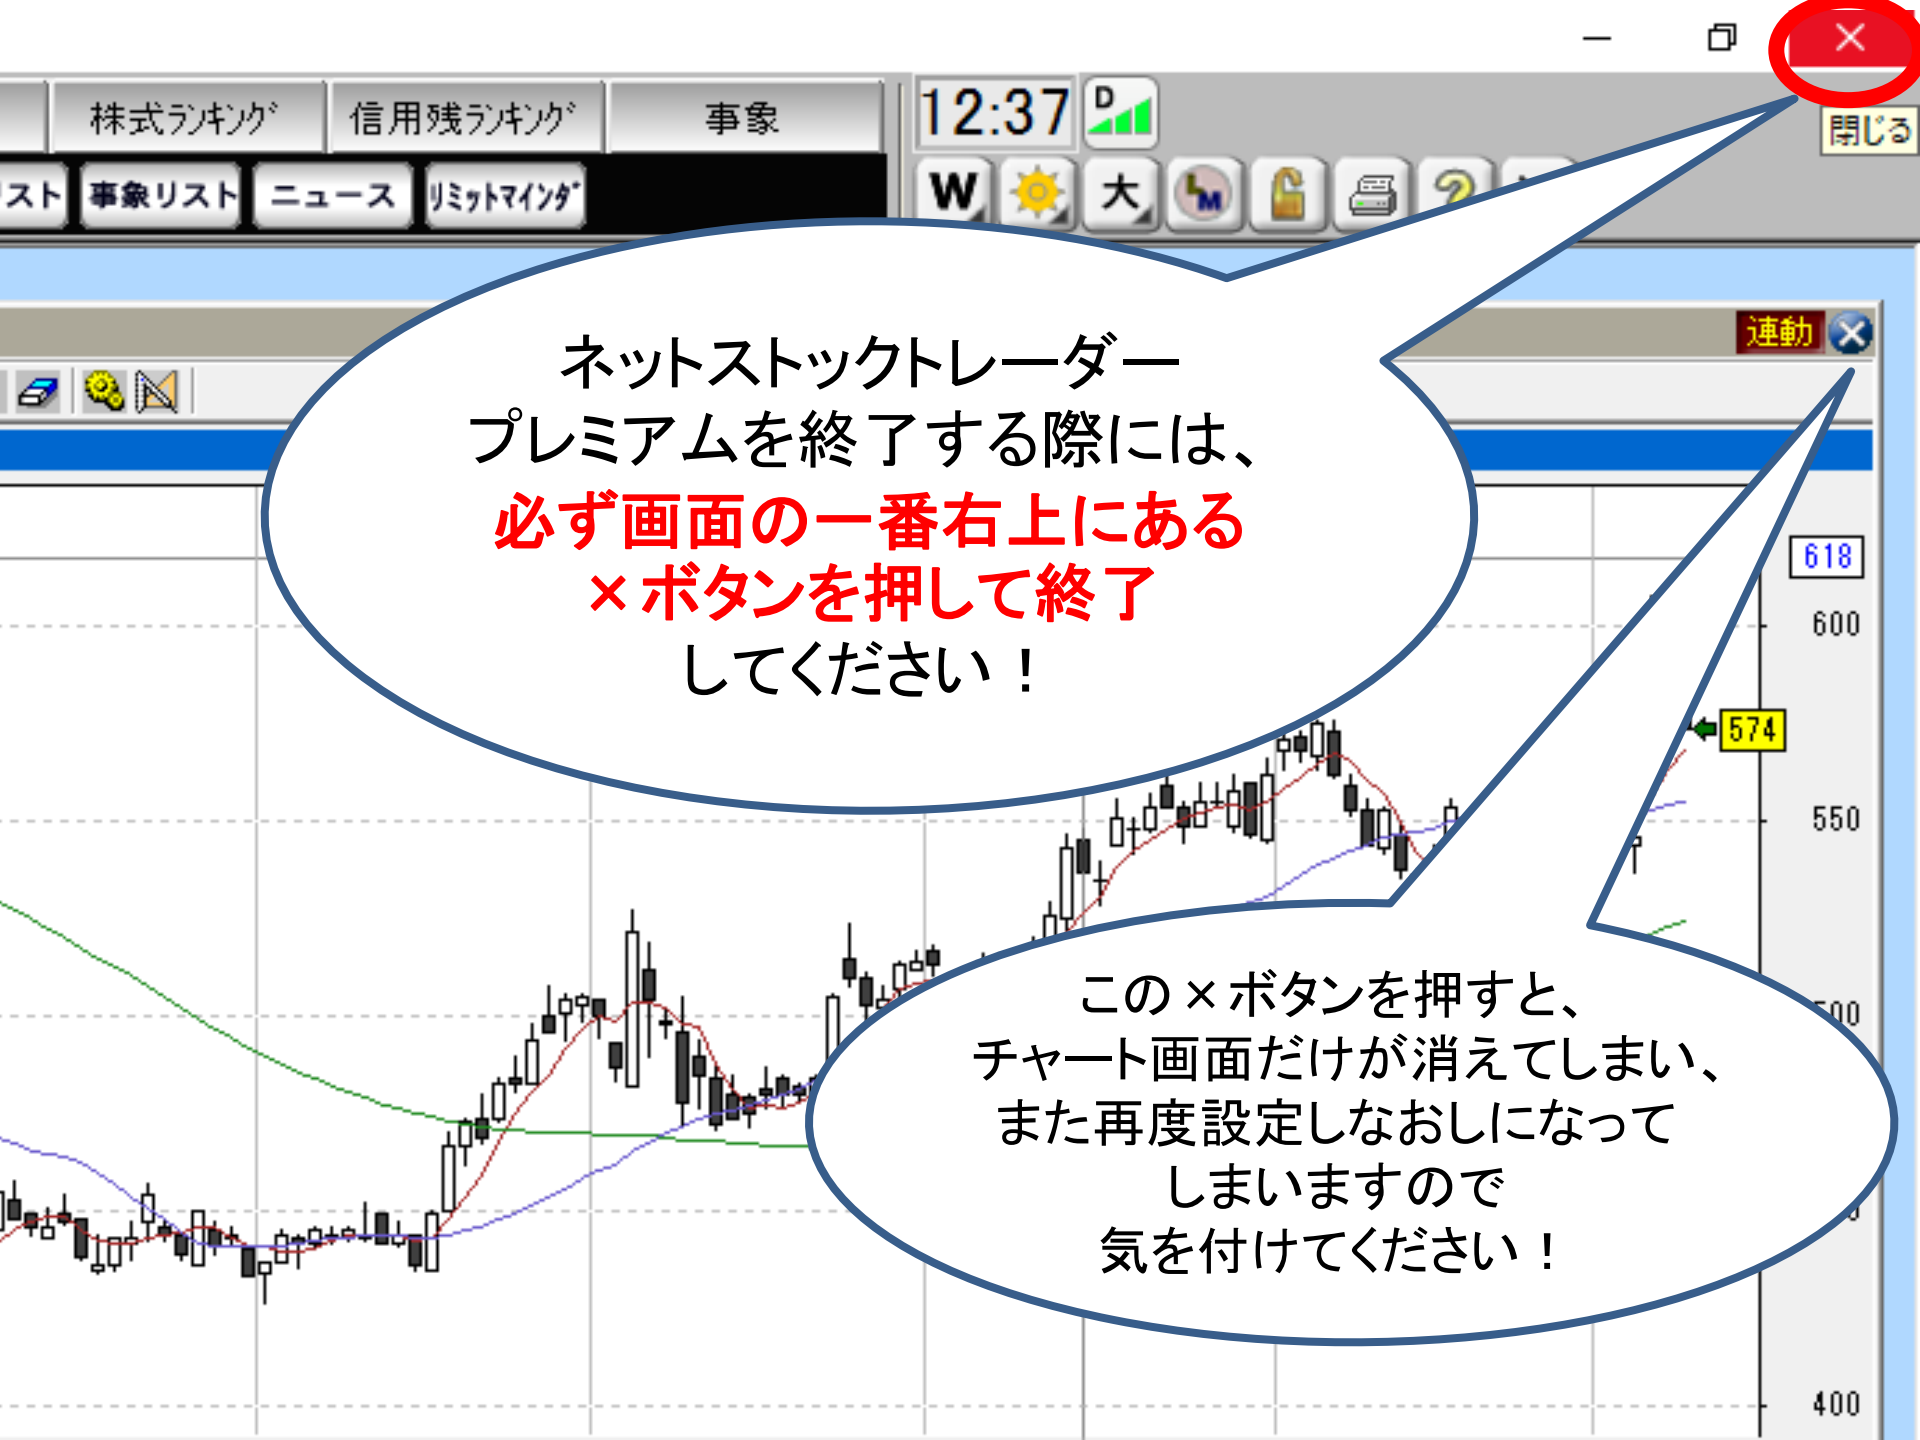 株式ランキング 信用残ランキング 事象 12:37 D
閉じる
スト 事象リスト ニュース リミットマインダ W 大 LM ?
連動
ネットストックトレーダー
プレミアムを終了する際には、
必ず画面の一番右上にある
×ボタンを押して終了
してください！
618
600
574
550
この×ボタンを押すと、
チャート画面だけが消えてしまい、
また再度設定しなおしになって
しまいますので
気を付けてください！
400